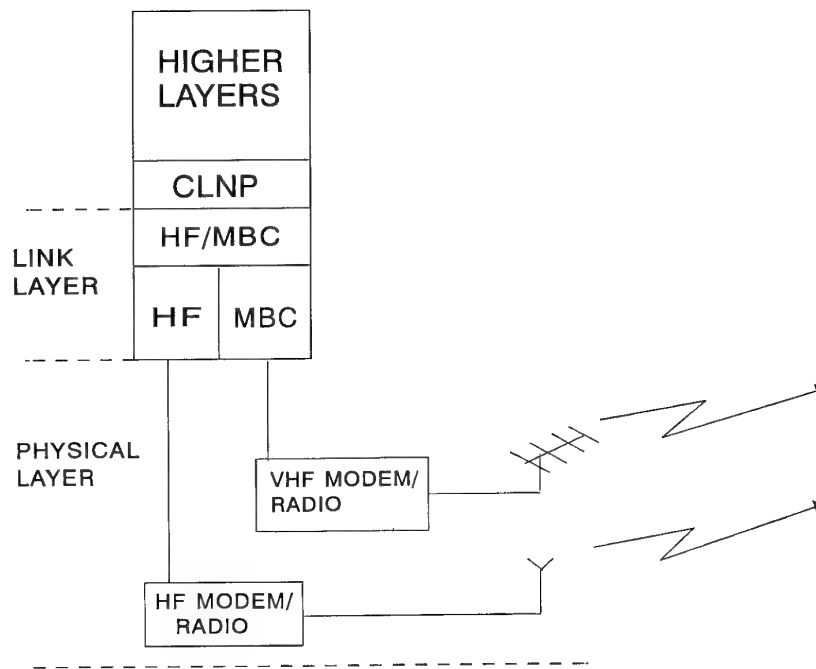 HIGHER
LAYERS
CLNP
HF/MBC
LINK
LAYER
HF
MBC
PHYSICAL
LAYER
VHF MODEM/
RADIO
HF MODEM/
RADIO